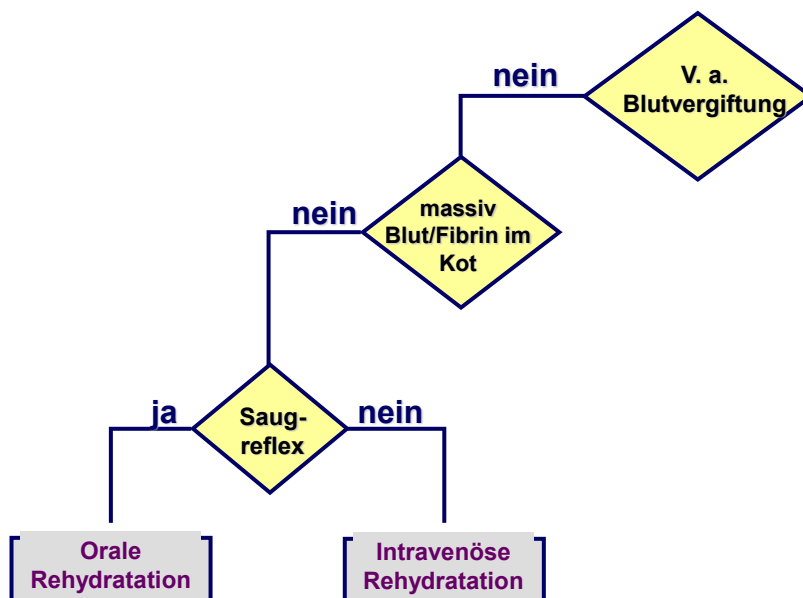 nein
V. a.
Blutvergiftung
nein
massiv
Blut/Fibrin im
Kot
ja
Saug-
reflex
nein
Orale
Rehydratation
Intravenöse
Rehydratation